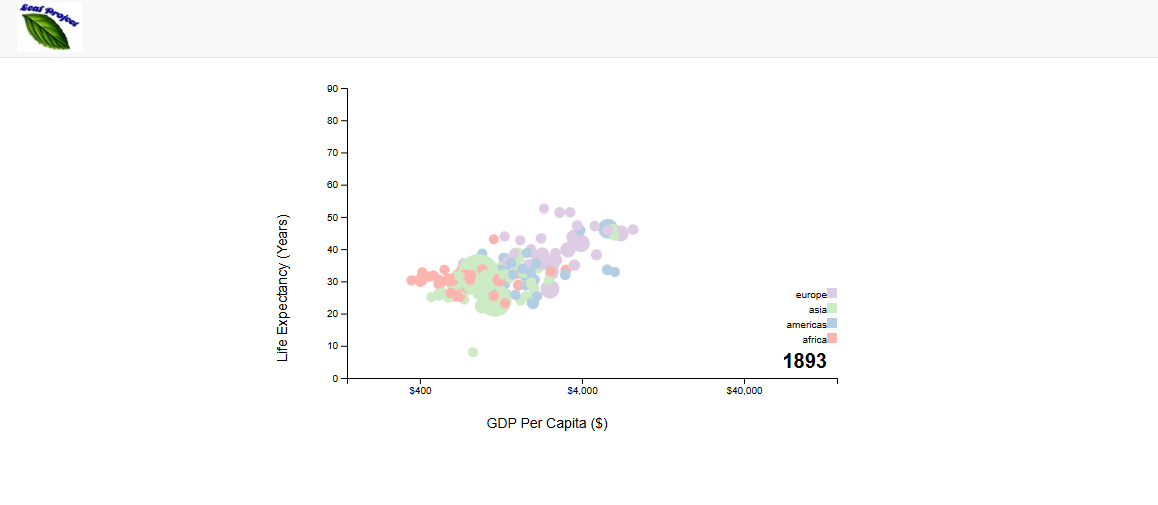 Leaf Project
90
80
70
60
50
40
30
20
10
0
Life Expectancy (Years)
$400
$4,000
$40,000
GDP Per Capita ($)
europe
asia
americas
africa
1893